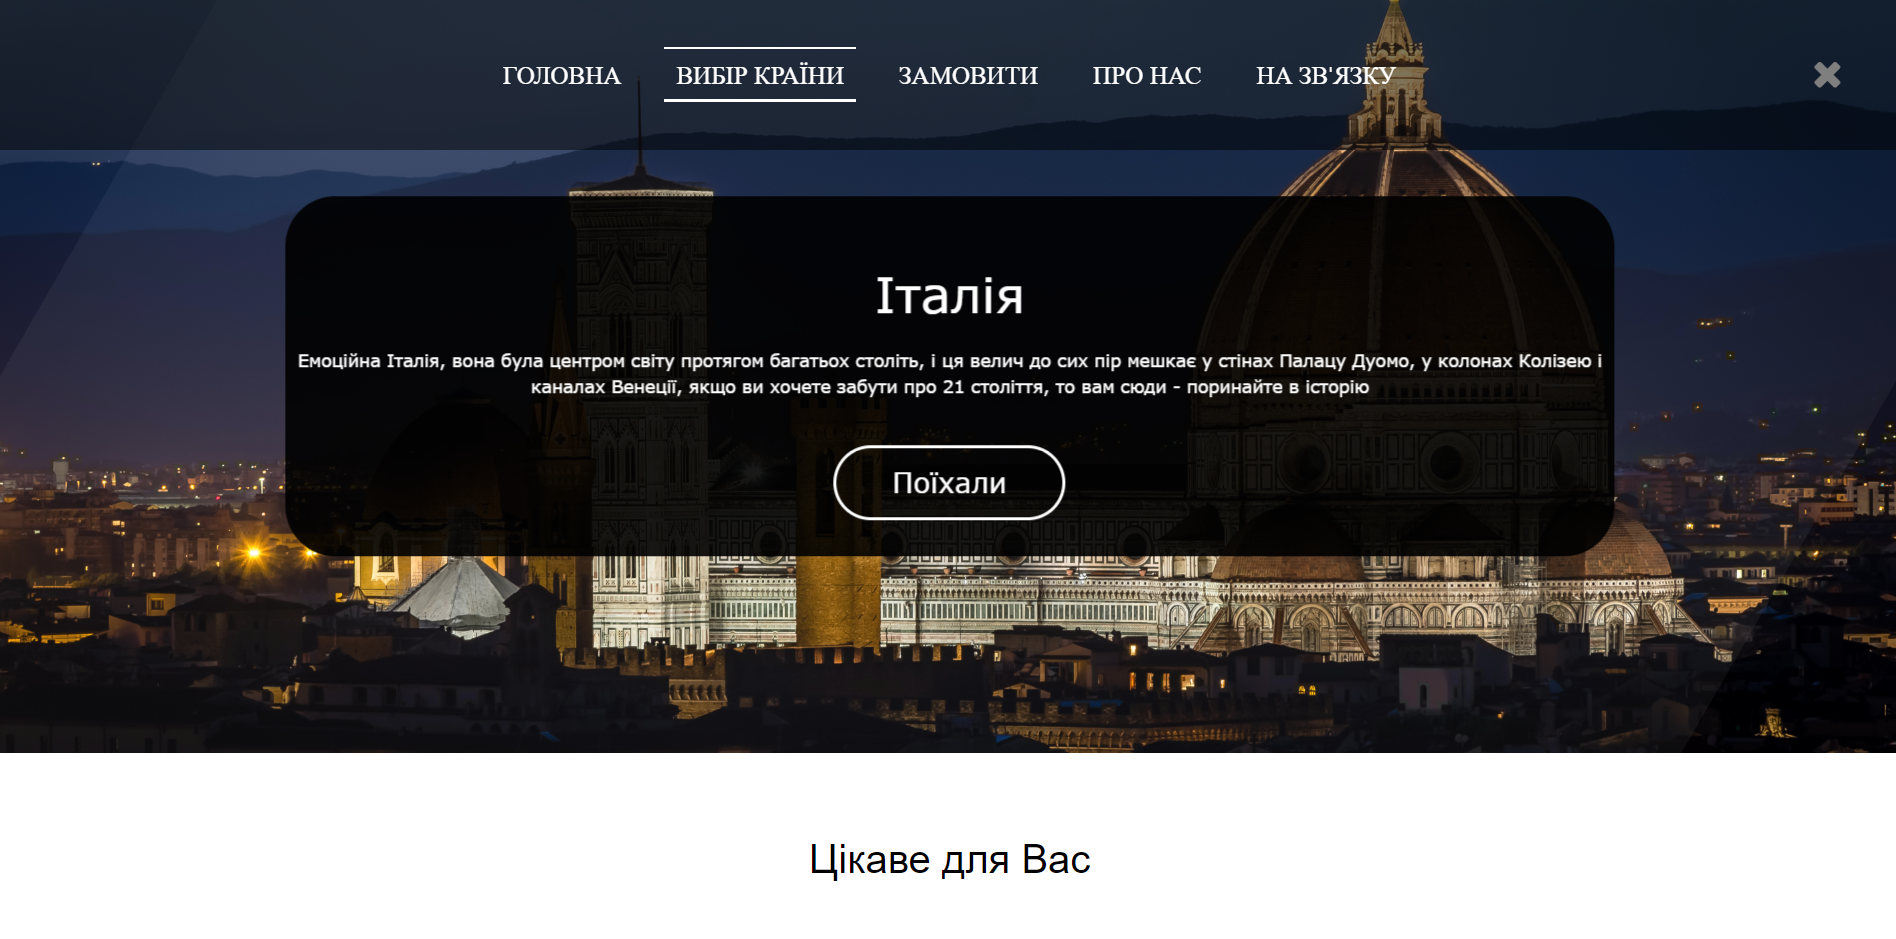 ГОЛОВНА ВИБІР КРАЇНИ ЗАМОВИТИ ПРО НАС НА ЗВ'ЯЗКУ
Італія
Емоційна Італія, вона була центром світу протягом багатьох століть, і ця велич до сих пір мешкає у стінах Палацу Дуомо, у колонах Колізею і
каналах Венеції, якщо ви хочете забути про 21 століття, то вам сюди - поринайте в історію
Поїхали
Цікаве для Вас